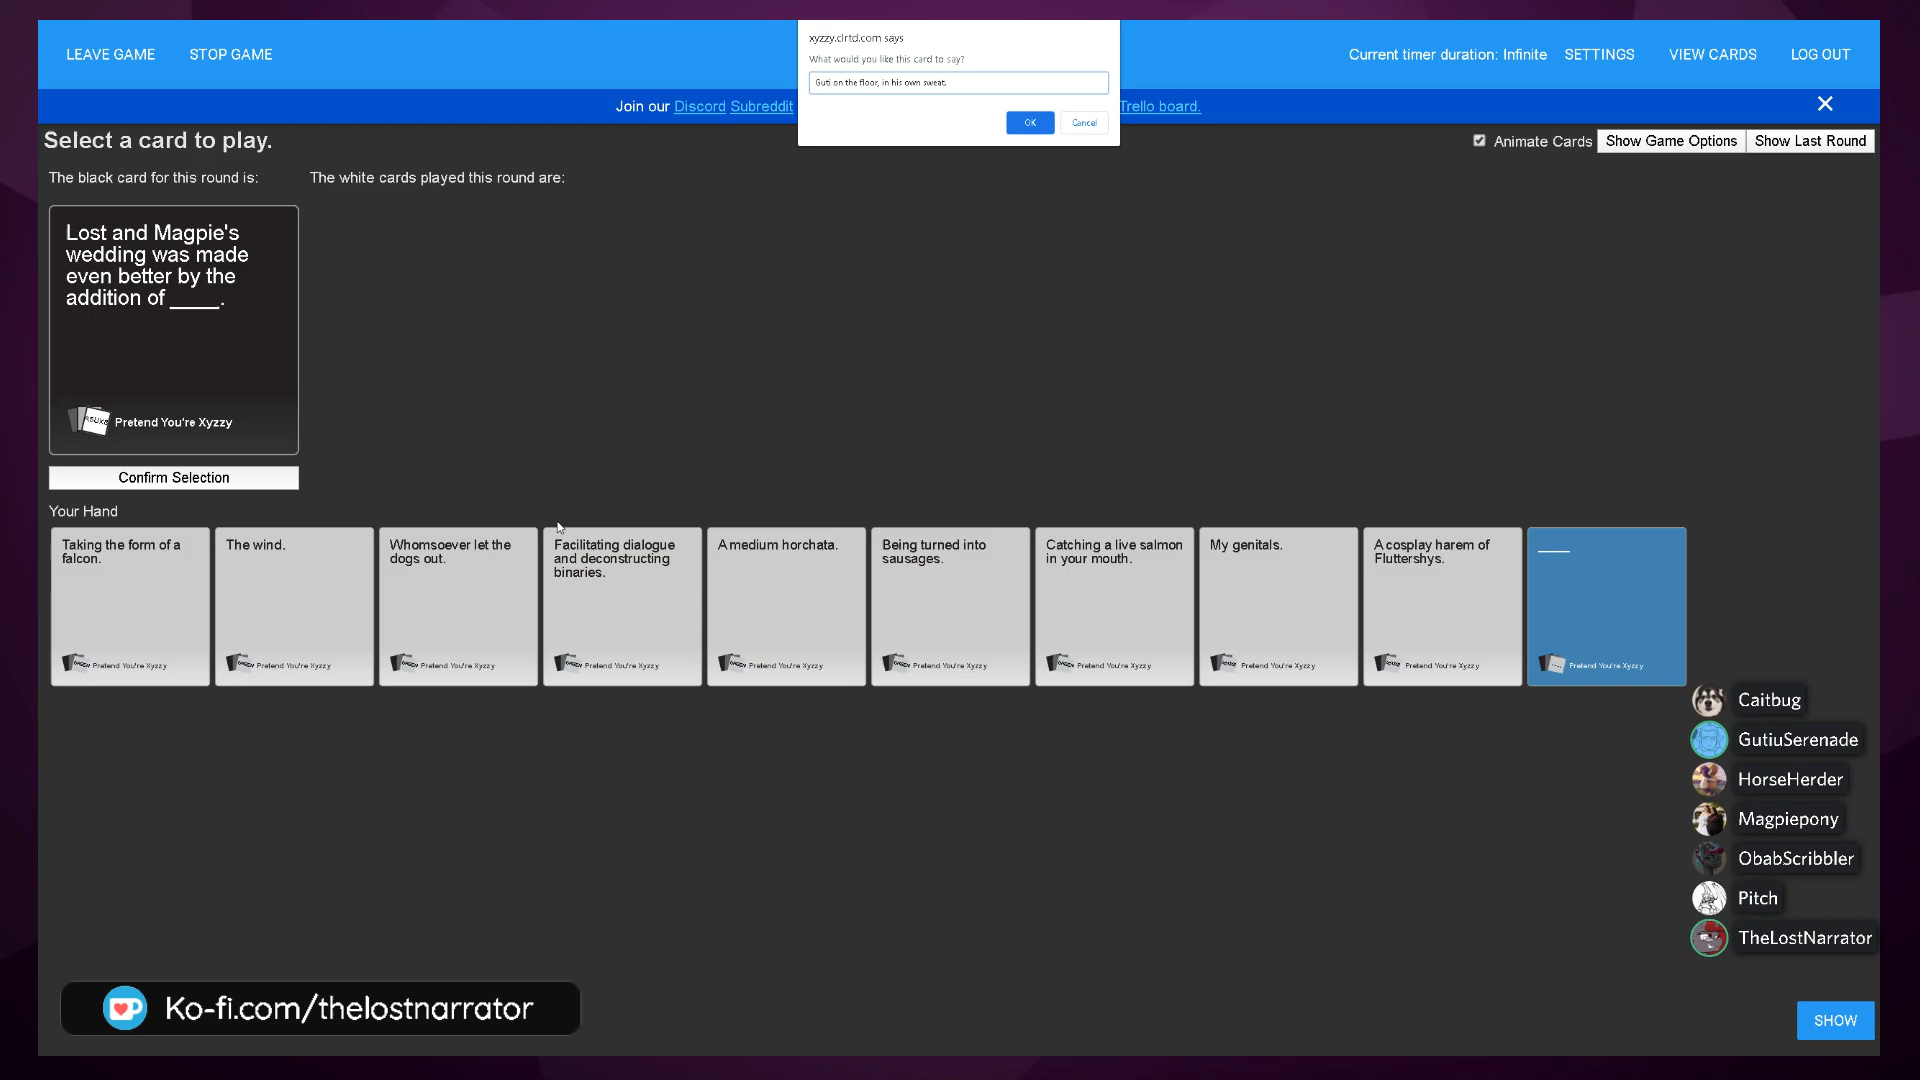 LEAVE GAME
STOP GAME
xyzzy.clrtd.com says
What would you like this card to say?
Guti on the floor, in his own sweat.
OK
Cancel
Current timer duration: Infinite
SETTINGS
VIEW CARDS
LOG OUT
Join our Discord Subreddit
Trello board.
Select a card to play.
Animate Cards
Show Game Options
Show Last Round
The black card for this round is:
The white cards played this round are:
Lost and Magpie's
wedding was made
even better by the
addition of _____.
Pretend You're Xyzzy
Confirm Selection
Your Hand
Taking the form of a
falcon.
Pretend You're Xyzzy
The wind.
Pretend You're Xyzzy
Whomsoever let the
dogs out.
Pretend You're Xyzzy
Facilitating dialogue
and deconstructing
binaries.
Pretend You're Xyzzy
A medium horchata.
Pretend You're Xyzzy
Being turned into
sausages.
Pretend You're Xyzzy
Catching a live salmon
in your mouth.
Pretend You're Xyzzy
My genitals.
Pretend You're Xyzzy
A cosplay harem of
Fluttershys.
Pretend You're Xyzzy
____
Pretend You're Xyzzy
Caitbug
GutiuSerenade
HorseHerder
Magpiepony
ObabScribbler
Pitch
TheLostNarrator
Ko-fi.com/thelostnarrator
SHOW